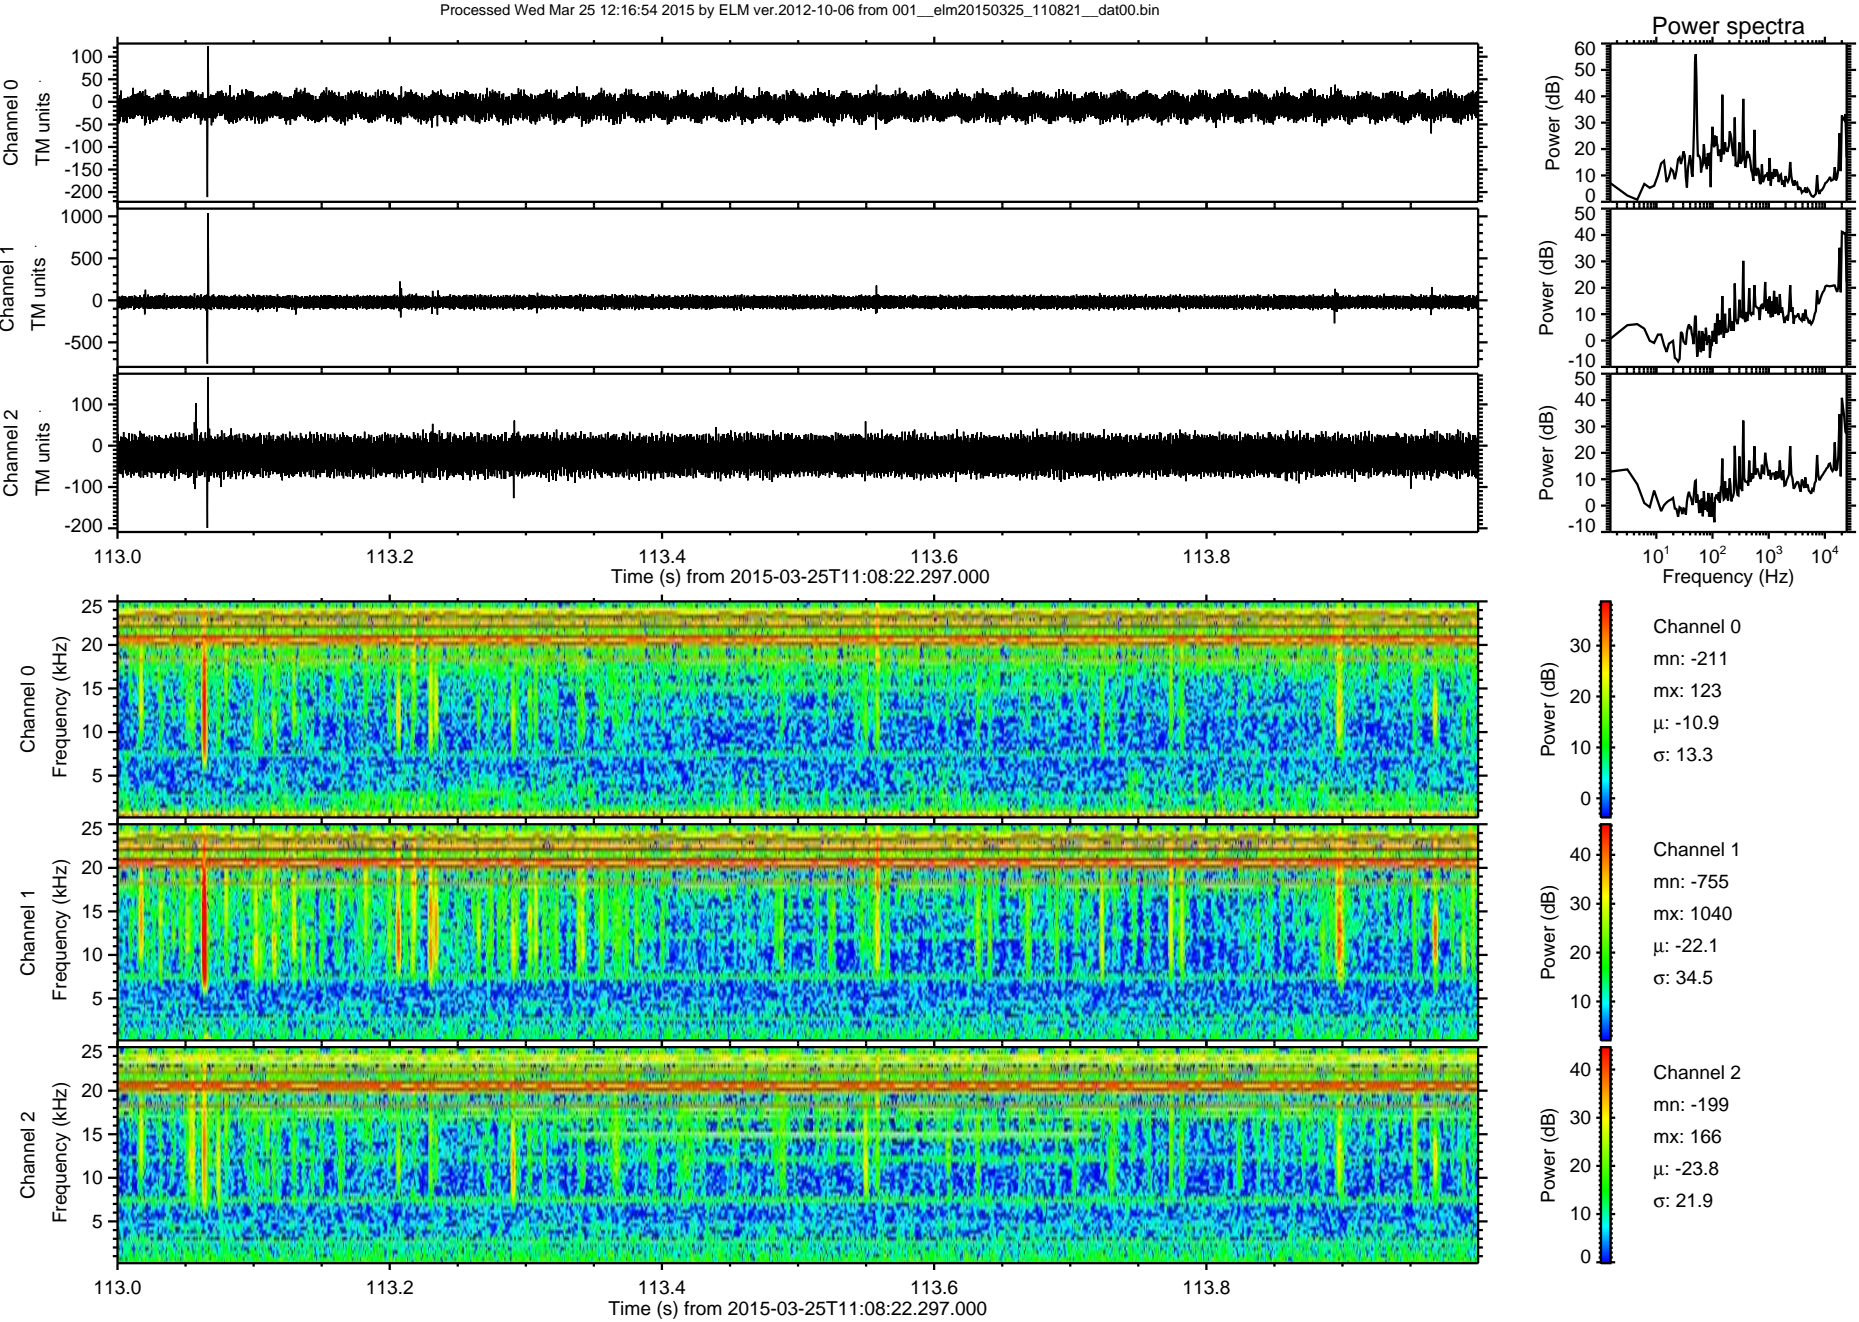 Processed Wed Mar 25 12:16:54 2015 by ELM ver.2012-10-06 from 001__elm20150325_110821__dat00.bin
Power spectra
Channel 0
TM units
100
50
0
-50
-100
-150
-200
Power (dB)
60
50
40
30
20
10
0
Channel 1
TM units
1000
500
0
-500
Power (dB)
50
40
30
20
10
0
-10
Channel 2
TM units
100
0
-100
-200
Power (dB)
50
40
30
20
10
0
-10
113.0 113.2 113.4 113.6 113.8
Time (s) from 2015-03-25T11:08:22.297.000
10¹ 10² 10³ 10⁴
Frequency (Hz)
Channel 0
Frequency (kHz)
25
20
15
10
5
Power (dB)
30
20
10
0
Channel 0
mn: -211
mx: 123
μ: -10.9
σ: 13.3
Channel 1
Frequency (kHz)
25
20
15
10
5
Power (dB)
40
30
20
10
Channel 1
mn: -755
mx: 1040
μ: -22.1
σ: 34.5
Channel 2
Frequency (kHz)
25
20
15
10
5
Power (dB)
40
30
20
10
0
Channel 2
mn: -199
mx: 166
μ: -23.8
σ: 21.9
113.0 113.2 113.4 113.6 113.8
Time (s) from 2015-03-25T11:08:22.297.000